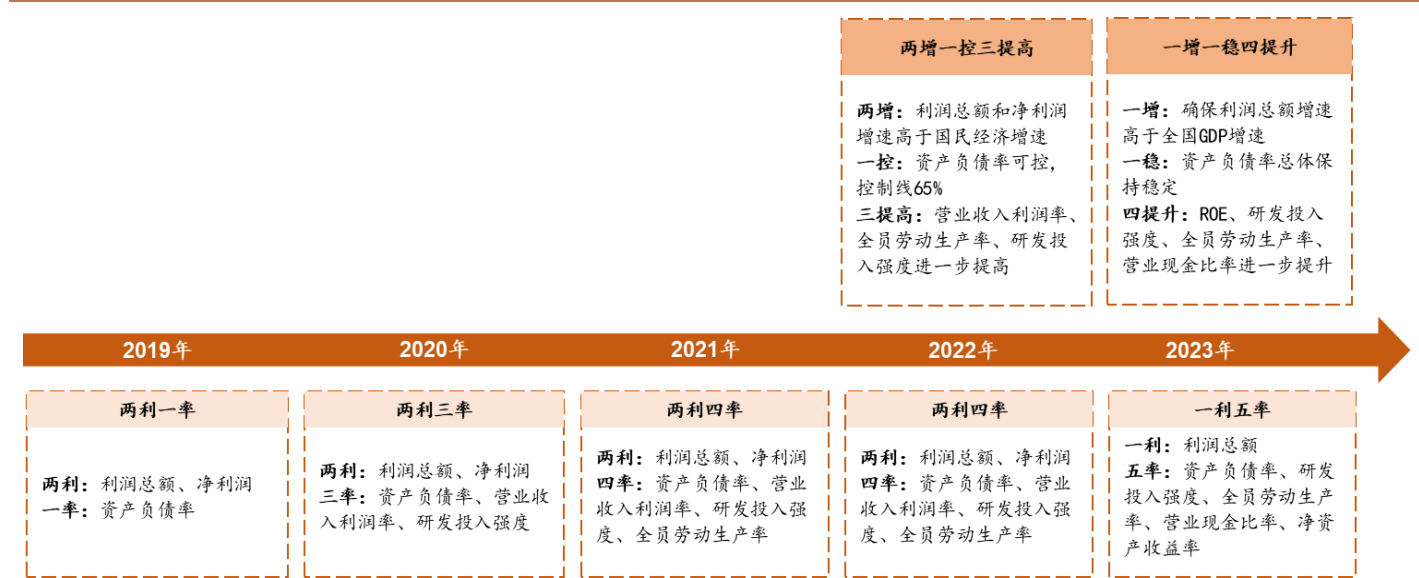 两增一控三提高
两增：利润总额和净利润
增速高于国民经济增速
一控：资产负债率可控，
控制线65%
三提高：营业收入利润率、
全员劳动生产率、研发投
入强度进一步提高
一增一稳四提升
一增：确保利润总额增速
高于全国GDP增速
一稳：资产负债率总体保
持稳定
四提升：ROE、研发投入
强度、全员劳动生产率、
营业现金比率进一步提升
2019年
2020年
2021年
2022年
2023年
两利一率
两利：利润总额、净利润
一率：资产负债率
两利三率
两利：利润总额、净利润
三率：资产负债率、营业收
入利润率、研发投入强度
两利四率
两利：利润总额、净利润
四率：资产负债率、营业
收入利润率、研发投入强
度、全员劳动生产率
两利四率
两利：利润总额、净利润
四率：资产负债率、营业
收入利润率、研发投入强
度、全员劳动生产率
一利五率
一利：利润总额
五率：资产负债率、研发
投入强度、全员劳动生产
率、营业现金比率、净资
产收益率